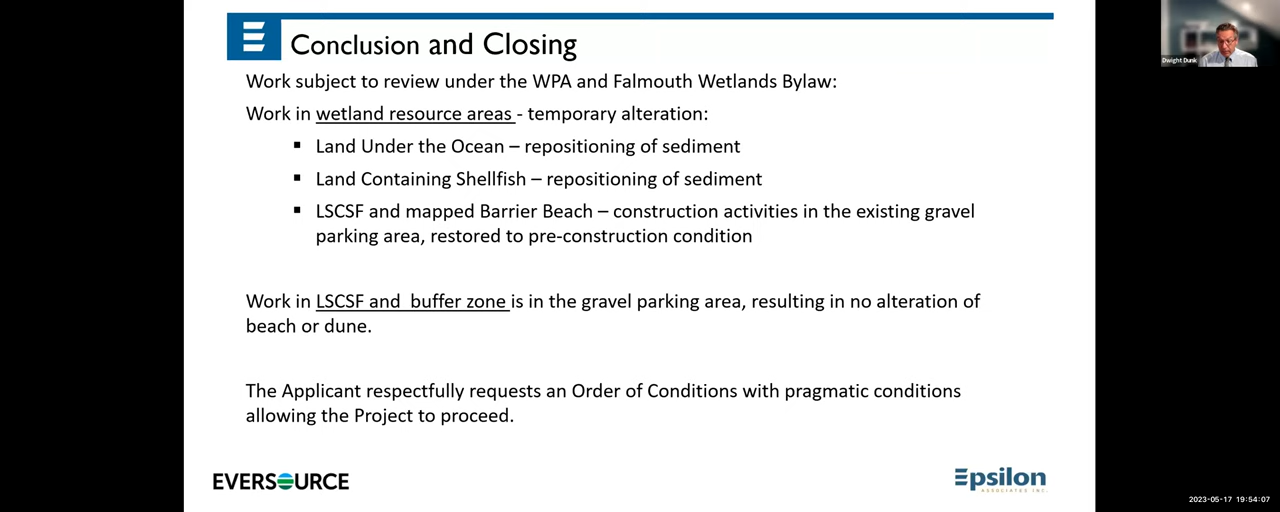 Conclusion and Closing
Work subject to review under the WPA and Falmouth Wetlands Bylaw:
Work in wetland resource areas - temporary alteration:
▪ Land Under the Ocean – repositioning of sediment
▪ Land Containing Shellfish – repositioning of sediment
▪ LSCSF and mapped Barrier Beach – construction activities in the existing gravel
parking area, restored to pre-construction condition
Work in LSCSF and  buffer zone is in the gravel parking area, resulting in no alteration of
beach or dune.
The Applicant respectfully requests an Order of Conditions with pragmatic conditions
allowing the Project to proceed.
EVERSOURCE
Epsilon
ASSOCIATES INC.
Dwight Dunk
2023-05-17 19:54:07